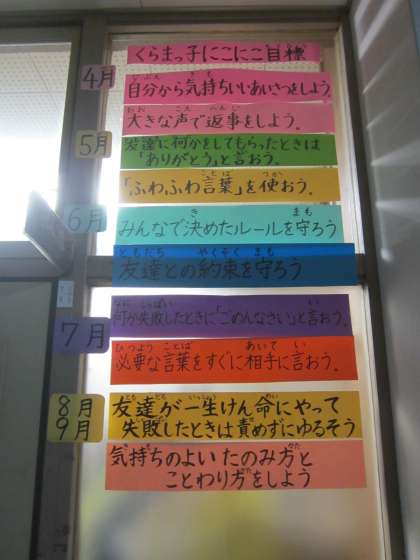 くらまっ子にこにこ目標
4月
自分から気持ちいいあいさつをしよう
大きな声で返事をしよう。
5月
友達に何かをしてもらったときは
「ありがとう」と言おう。
「ふわふわ言葉」を使おう。
6月
みんなで決めたルールを守ろう
友達との約束を守ろう
7月
何か失敗したときに「ごめんなさい」と言おう。
必要な言葉をすぐに相手に言おう。
8月
9月
友達が一生けん命にやって
失敗したときは責めずにゆるそう
気持ちのよいたのみ方と
ことわり方をしよう